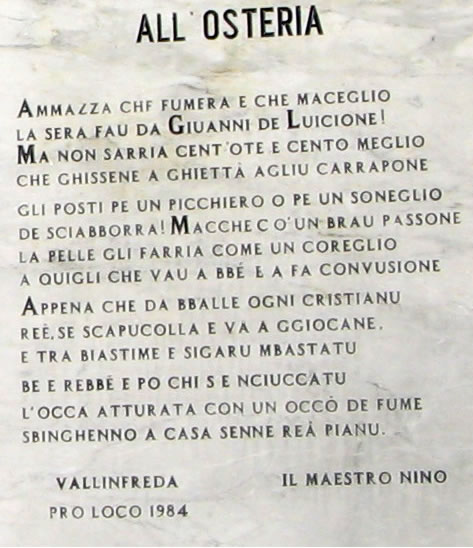 ALL'OSTERIA
AMMAZZA CHF FUMERA E CHE MACEGLIO
LA SERA FAU DA GIUANNI DE LUICIONE!
MA NON SARRIA CENT'OTE E CENTO MEGLIO
CHE GHISSENE A GHIETTÀ AGLIU CARRAPONE
GLI POSTI PE UN PICCHIERO O PE UN SONEGLIO
DE SCIABBORRA! MACCHE C O'UN BRAU PASSONE
LA PELLE GLI FARRIA COME UN COREGLIO
A QUIGLI CHE VAU A BBÉ E A FA CONVUSIONE
APPENA CHE DA BBALLE OGNI CRISTIANU
REÈ, SE SCAPUCOLLA E VA A GGIOCANE,
E TRA BIASTIME E SIGARU MBASTATU
BE E REBBÉ E PO CHI S E NCIUCCATU
L'OCCA ATTURATA CON UN OCCÒ DE FUME
SBINGHENNO A CASA SENNE REÀ PIANU.
VALLINFREDA IL MAESTRO NINO
PRO LOCO 1984